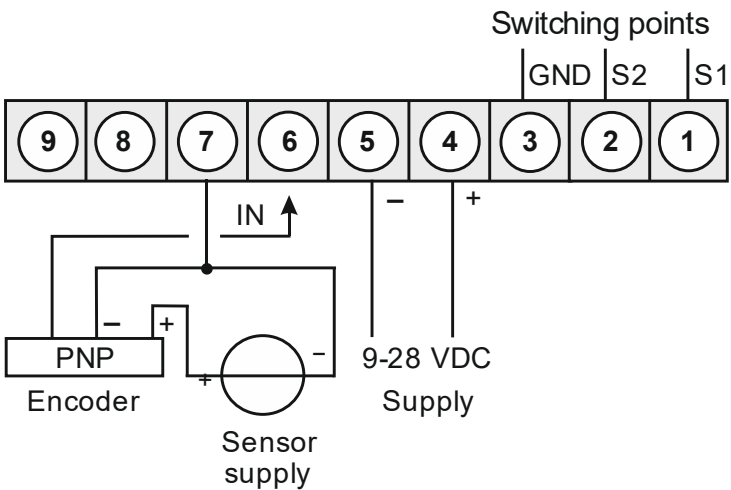 Switching points
GND S2 S1
9 8 7 6 5 4 3 2 1
IN – +
– +
PNP – 9-28 VDC
+
Encoder Supply
Sensor
supply